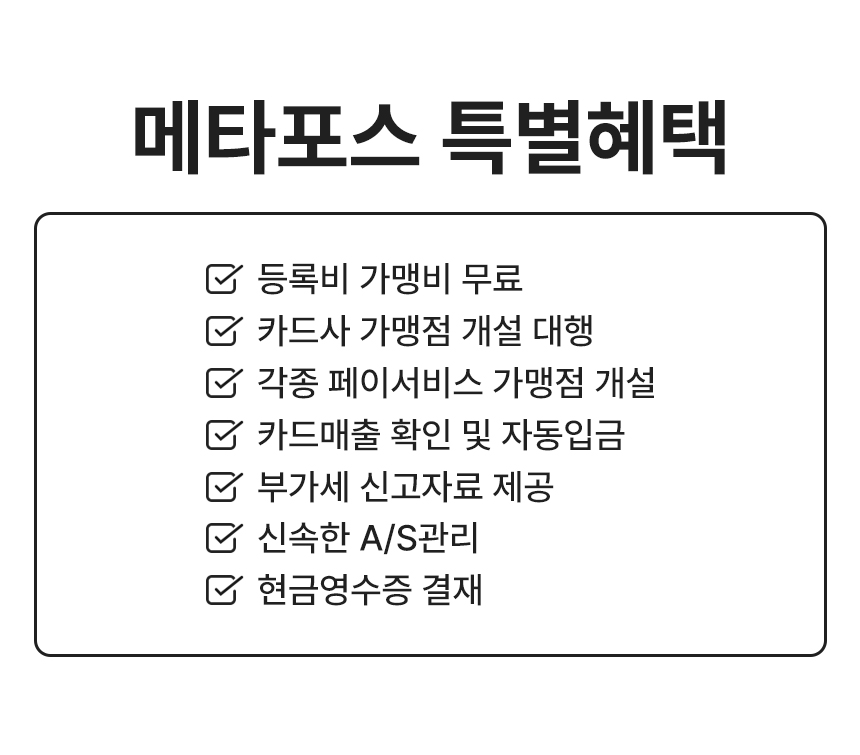 메타포스 특별혜택
등록비 가맹비 무료
카드사 가맹점 개설 대행
각종 페이서비스 가맹점 개설
카드매출 확인 및 자동입금
부가세 신고자료 제공
신속한 A/S관리
현금영수증 결재